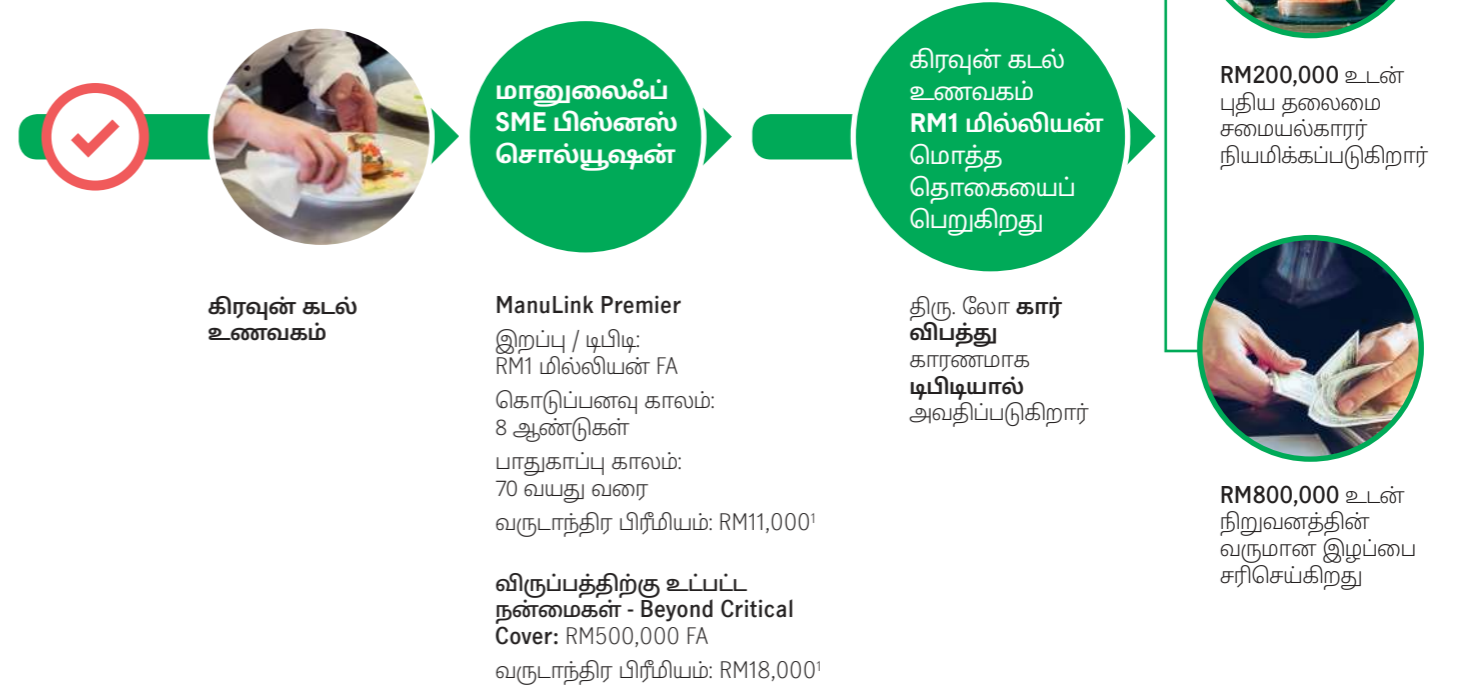 கிரவுன் கடல்
உணவகம்
மானுலைஃப்
SME பிஸ்னஸ்
சொல்யூஷன்
ManuLink Premier
இறப்பு / டிபிடி:
RM1 மில்லியன் FA
கொடுப்பனவு காலம்:
8 ஆண்டுகள்
பாதுகாப்பு காலம்:
70 வயது வரை
வருடாந்திர பிரீமியம்: RM11,000¹
விருப்பத்திற்கு உட்பட்ட
நன்மைகள் - Beyond Critical
Cover: RM500,000 FA
வருடாந்திர பிரீமியம்: RM18,000¹
கிரவுன் கடல்
உணவகம்
RM1 மில்லியன்
மொத்த
தொகையைப்
பெறுகிறது
திரு. லோ கார்
விபத்து
காரணமாக
டிபிடியால்
அவதிப்படுகிறார்
RM200,000 உடன்
புதிய தலைமை
சமையல்காரர்
நியமிக்கப்படுகிறார்
RM800,000 உடன்
நிறுவனத்தின்
வருமான இழப்பை
சரிசெய்கிறது